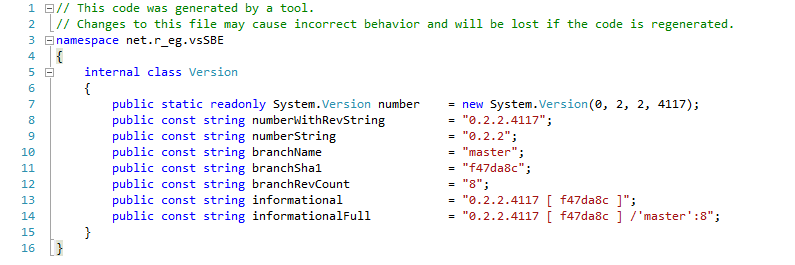 1 // This code was generated by a tool.
2 // Changes to this file may cause incorrect behavior and will be lost if the code is regenerated.
3 namespace net.r_eg.vsSBE
4 {
5 internal class Version
6 {
7 public static readonly System.Version number = new System.Version(0, 2, 2, 4117);
8 public const string numberWithRevString = "0.2.2.4117";
9 public const string numberString = "0.2.2";
10 public const string branchName = "master";
11 public const string branchSha1 = "f47da8c";
12 public const string branchRevCount = "8";
13 public const string informational = "0.2.2.4117 [ f47da8c ]";
14 public const string informationalFull = "0.2.2.4117 [ f47da8c ] /'master':8";
15 }
16 }